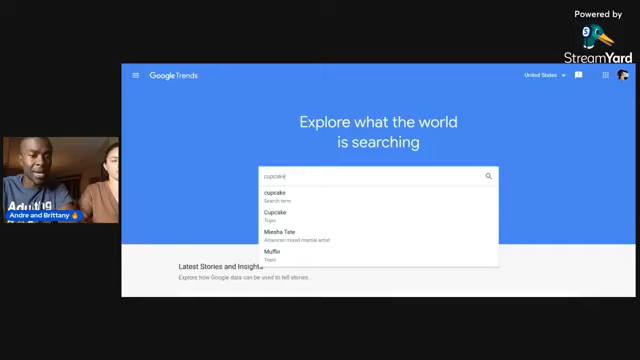 Powered by
StreamYard
Google Trends
United States
Explore what the world
is searching
cupcake
cupcake
Search term
Cupcake
Topic
Miesha Tate
American mixed martial artist
Muffin
Food
Latest Stories and Insights
Explore how Google data can be used to tell stories.
Adulting
Andre and Brittany 🔥